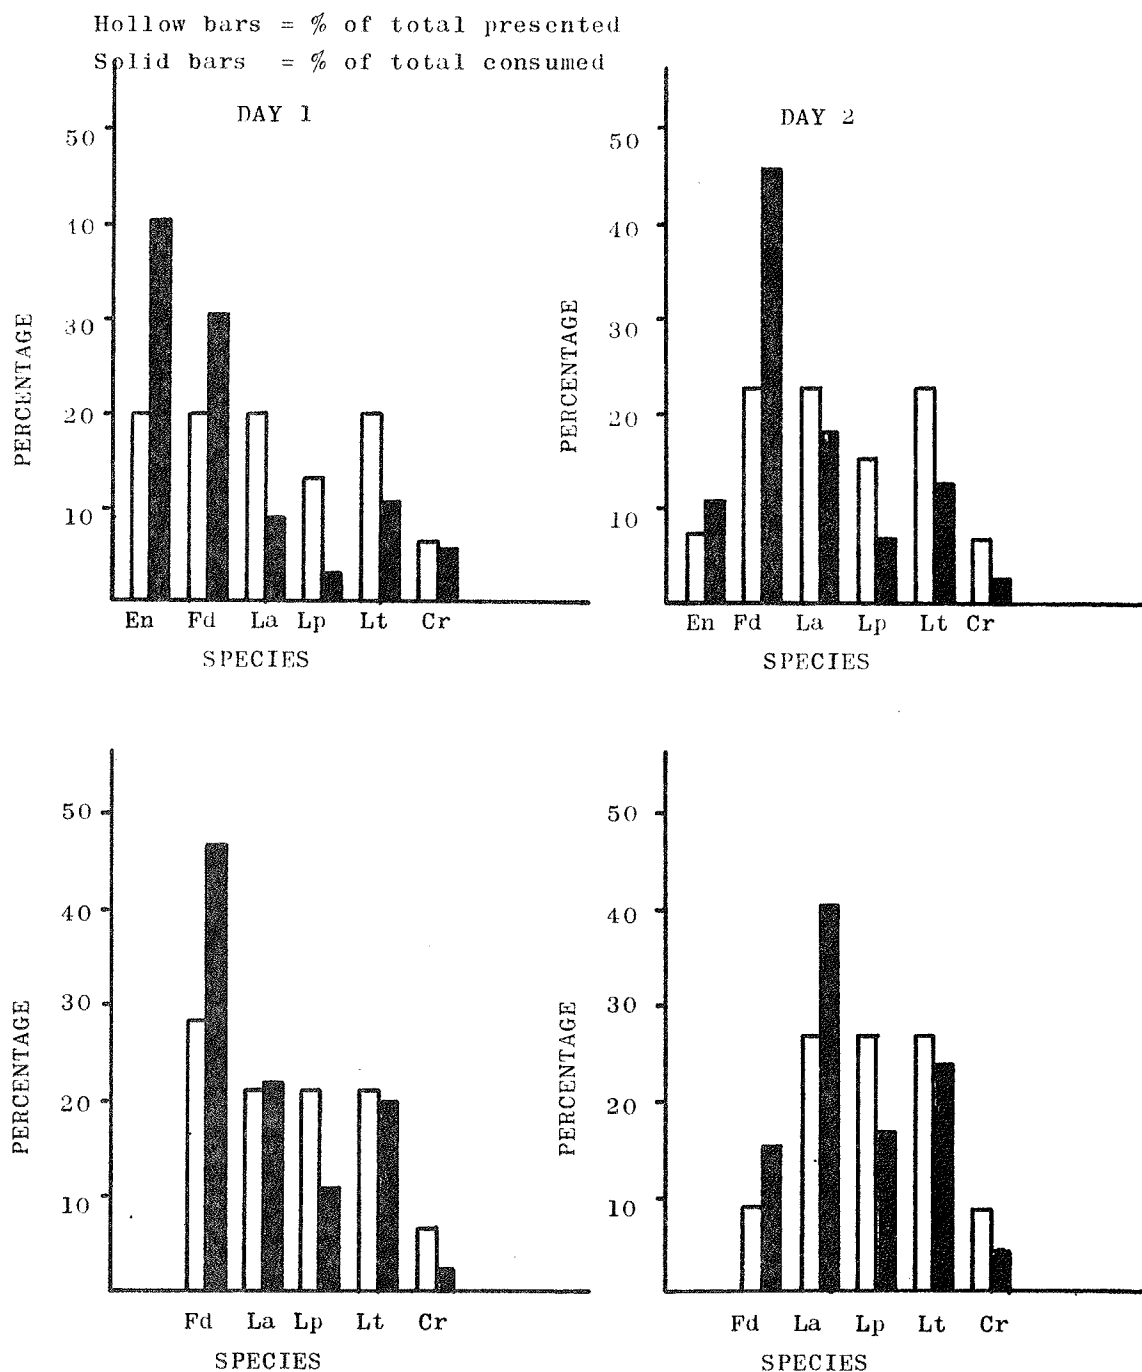 Hollow bars = % of total presented
Solid bars = % of total consumed
DAY 1
50
40
30
20
10
PERCENTAGE
En Fd La Lp Lt Cr
SPECIES
DAY 2
50
40
30
20
10
PERCENTAGE
En Fd La Lp Lt Cr
SPECIES
50
40
30
20
10
PERCENTAGE
Fd La Lp Lt Cr
SPECIES
50
40
30
20
10
PERCENTAGE
Fd La Lp Lt Cr
SPECIES